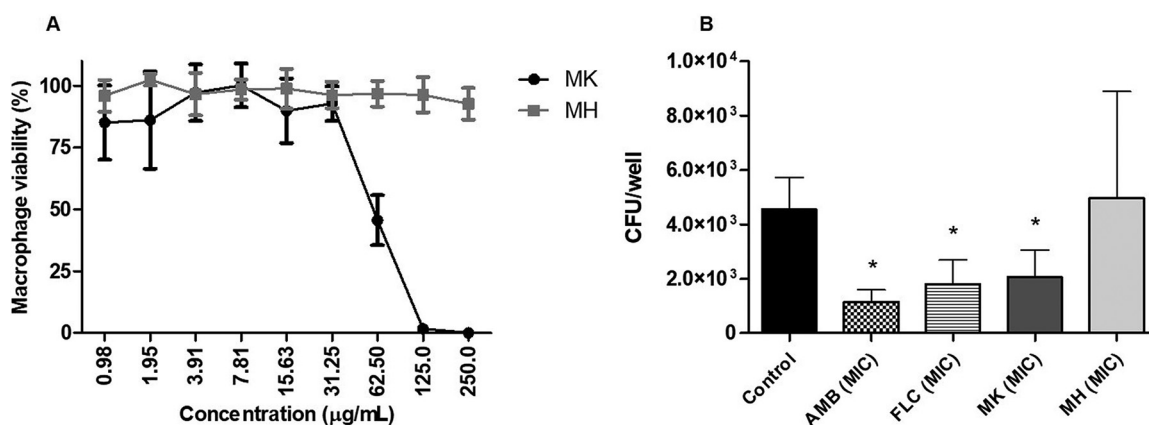 A
Macrophage viability (%)
100
75
50
25
0
0.98
1.95
3.91
7.81
15.63
31.25
62.50
125.0
250.0
Concentration (µg/mL)
MK
MH
B
CFU/well
1.0×10⁴
8.0×10³
6.0×10³
4.0×10³
2.0×10³
0
*
*
*
Control
AMB (MIC)
FLC (MIC)
MK (MIC)
MH (MIC)